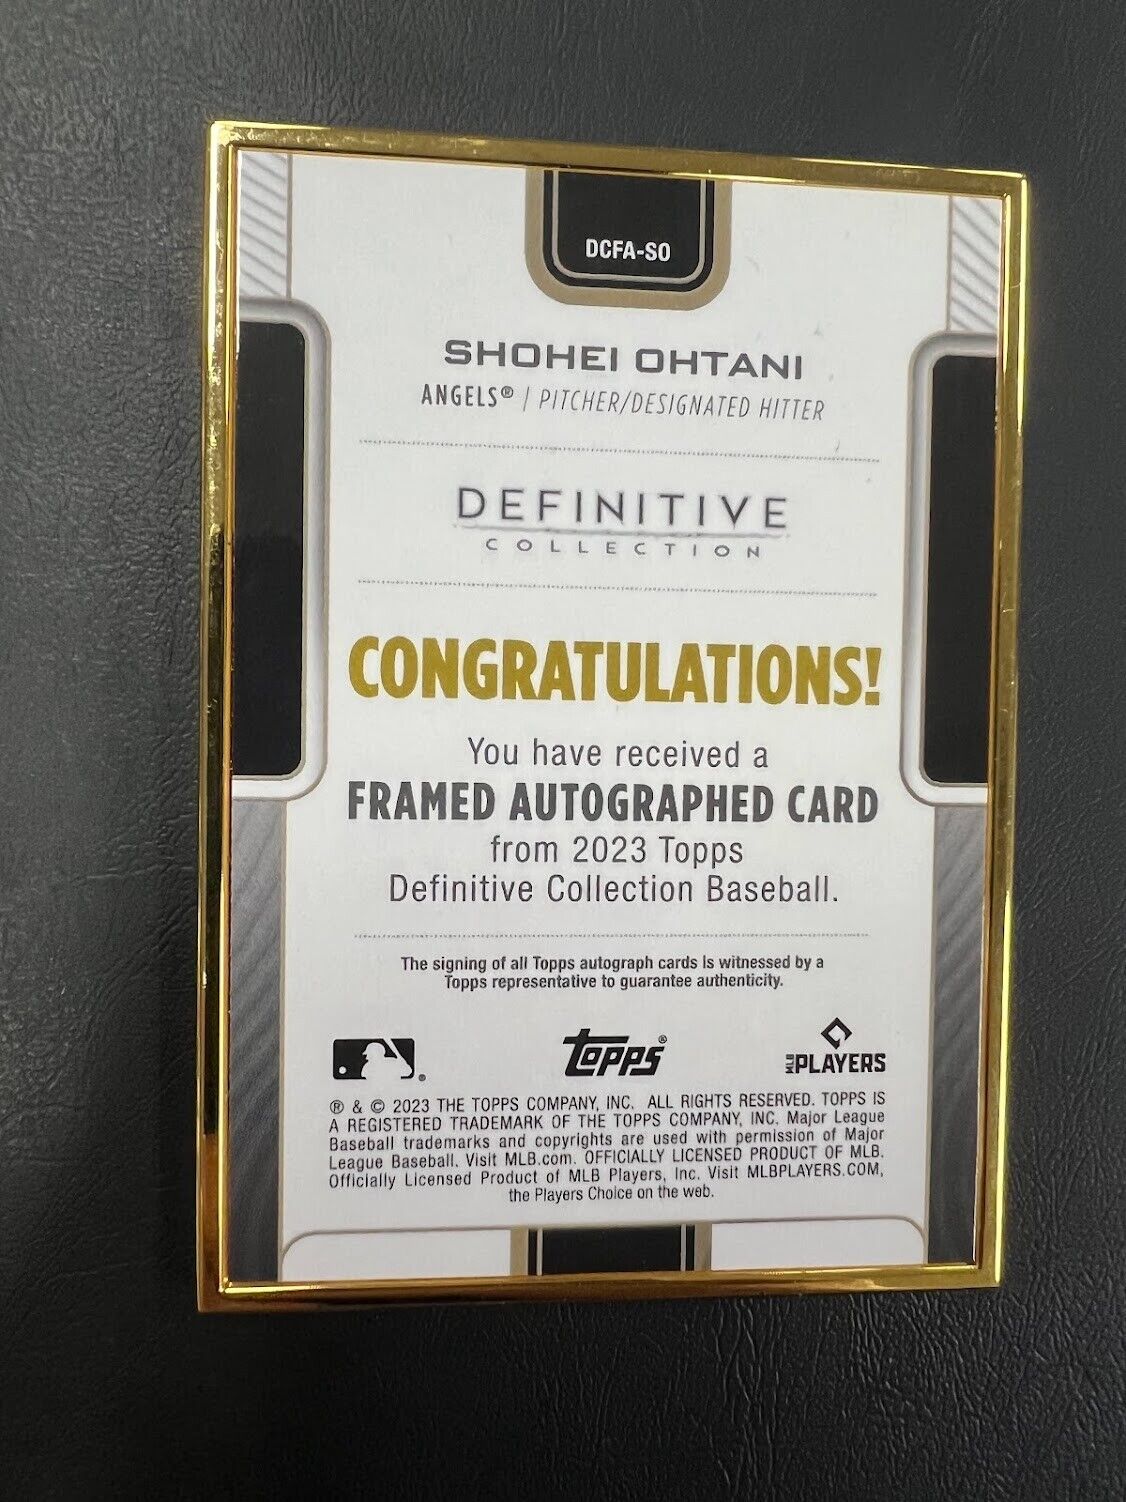 DCFA-SO
SHOHEI OHTANI
ANGELS® | PITCHER/DESIGNATED HITTER
DEFINITIVE
COLLECTION
CONGRATULATIONS!
You have received a
FRAMED AUTOGRAPHED CARD
from 2023 Topps
Definitive Collection Baseball.
The signing of all Topps autograph cards is witnessed by a
Topps representative to guarantee authenticity.
® topps® MLB PLAYERS
® & © 2023 THE TOPPS COMPANY, INC. ALL RIGHTS RESERVED. TOPPS IS
A REGISTERED TRADEMARK OF THE TOPPS COMPANY, INC. Major League
Baseball trademarks and copyrights are used with permission of Major
League Baseball. Visit MLB.com. OFFICIALLY LICENSED PRODUCT OF MLB.
Officially Licensed Product of MLB Players, Inc. Visit MLBPLAYERS.COM,
the Players Choice on the web.